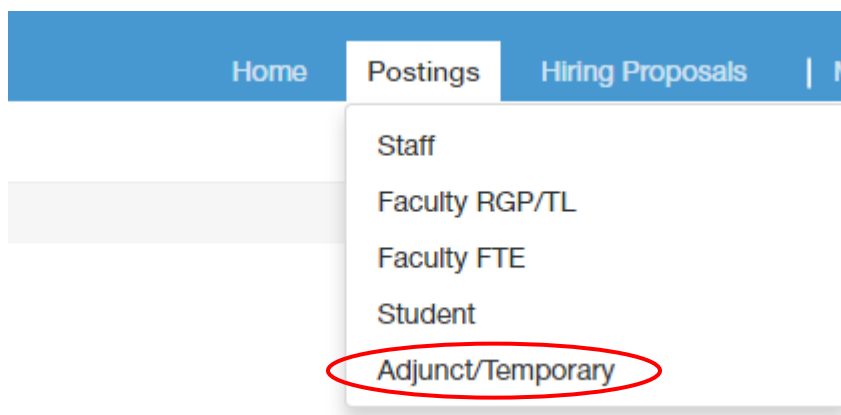 Home Postings Hiring Proposals |
Staff
Faculty RGP/TL
Faculty FTE
Student
Adjunct/Temporary